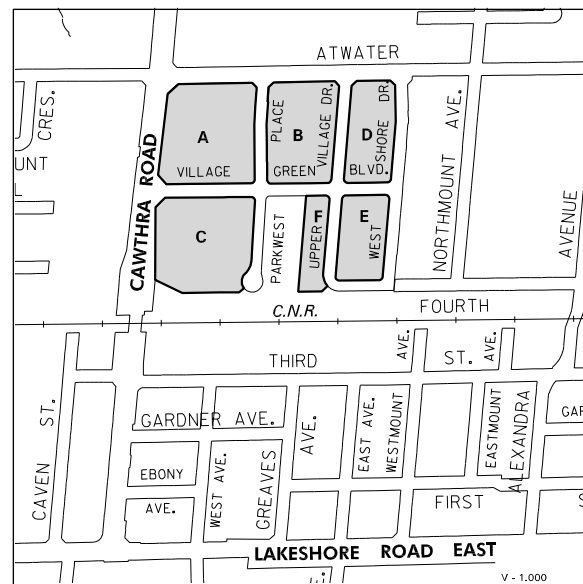 ATWATER
CRES.
UNT
L
CAWTHRA ROAD
A
VILLAGE
PLACE
B
GREEN
VILLAGE DR.
D
SHORE DR.
BLVD.
NORTHMOUNT AVE.
AVENUE
C
PARKWEST
F
UPPER
E
WEST
C.N.R.
FOURTH
THIRD ST.
AVE.
AVE.
CAVEN ST.
GARDNER AVE.
EBONY
AVE.
WEST AVE.
GREAVES AVE.
EAST AVE.
WESTMOUNT
EASTMOUNT
ALEXANDRA
GAR
FIRST
S
LAKESHORE ROAD EAST
V - 1.000